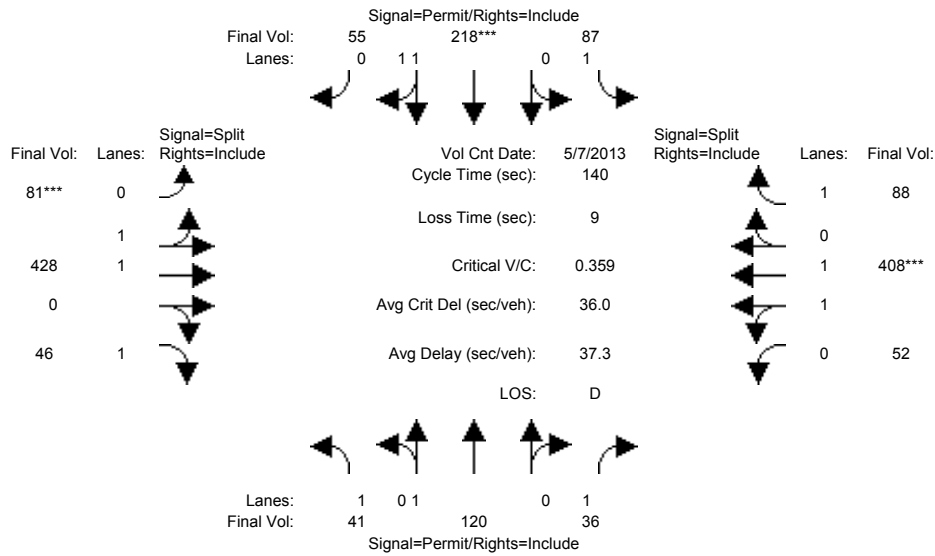 Signal=Permit/Rights=Include
Final Vol: 55 218*** 87
Lanes: 0 1 1 0 1
Signal=Split
Rights=Include
Final Vol: Lanes:
81*** 0
1
428 1
0
46 1
Vol Cnt Date: 5/7/2013
Cycle Time (sec): 140
Loss Time (sec): 9
Critical V/C: 0.359
Avg Crit Del (sec/veh): 36.0
Avg Delay (sec/veh): 37.3
LOS: D
Signal=Split
Rights=Include
Lanes: Final Vol:
1 88
0
1 408***
1
0 52
Lanes: 1 0 1 0 1
Final Vol: 41 120 36
Signal=Permit/Rights=Include